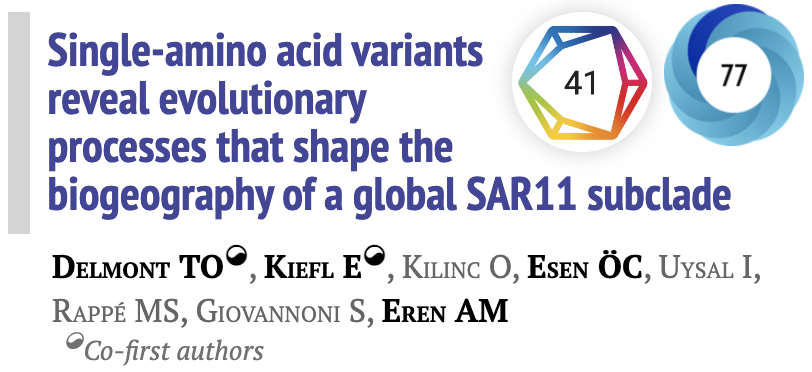 Single-amino acid variants
reveal evolutionary
processes that shape the
biogeography of a global SAR11 subclade
41
77
Delmont TO, Kiefl E, Kilinc O, Esen ÖC, Uysal I,
Rappé MS, Giovannoni S, Eren AM
Co-first authors